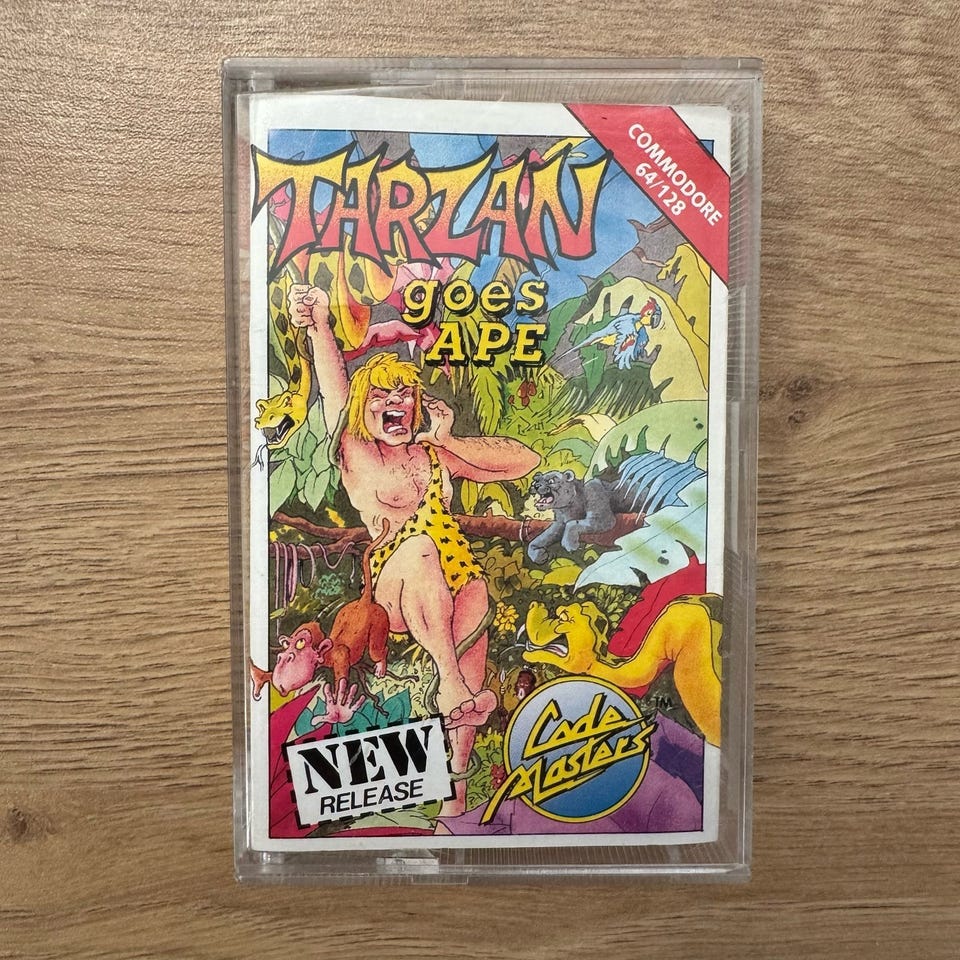 COMMODORE
64/128
TARZAN
goes
APE
TM
Code
Masters
NEW
RELEASE